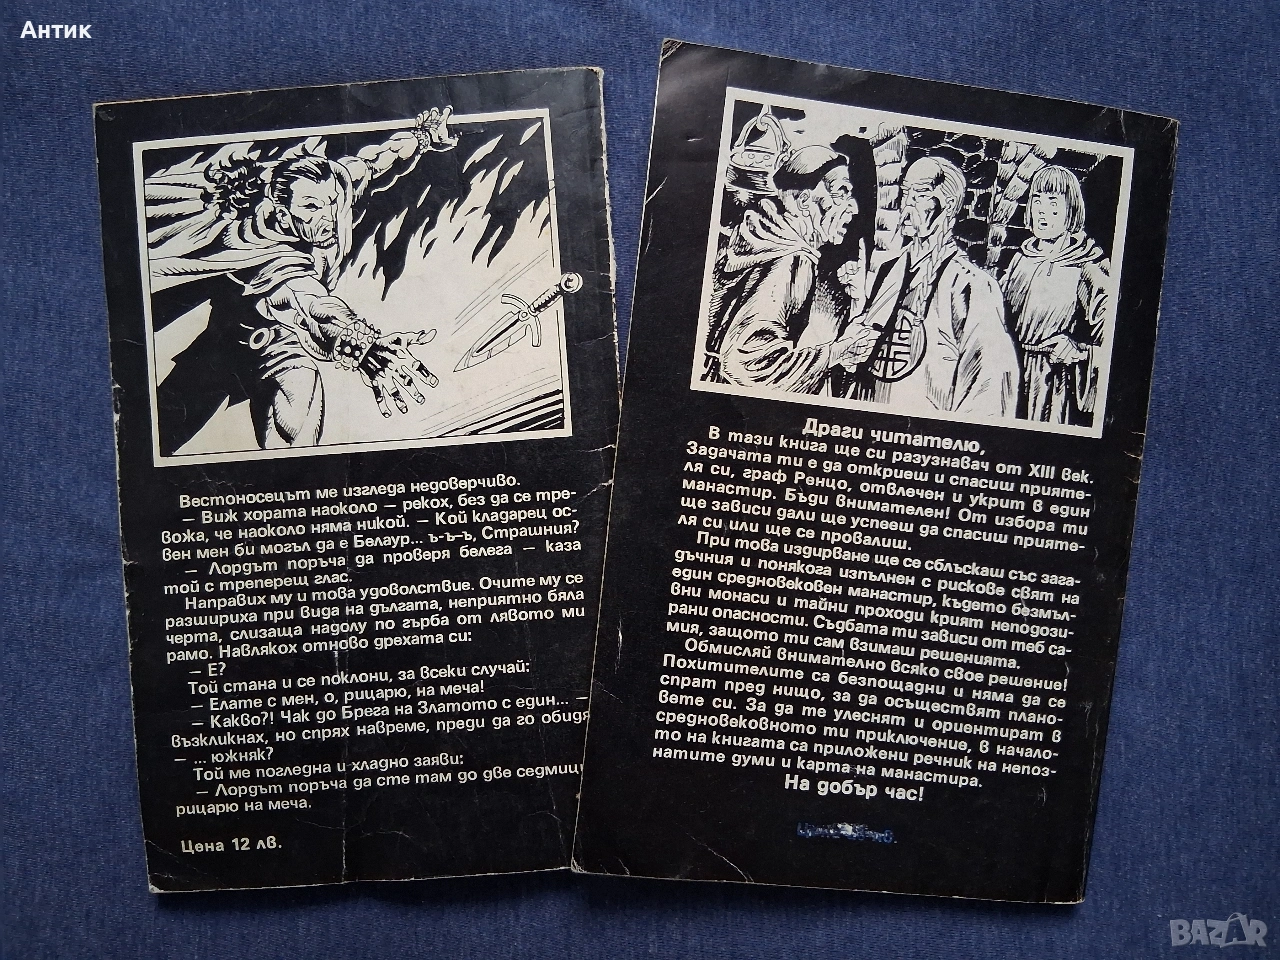 Антик
Вестоносецът ме изгледа недоверчиво.
– Виж хората наоколо – рекох, без да се тре-
вожа, че наоколо няма никой. – Кой кладарец ос-
вен мен би могъл да е Белаур... ъ-ъ-ъ, Страшния?
– Лордът поръча да проверя белега – каза
той с треперещ глас.
Направих му и това удоволствие. Очите му се
разшириха при вида на дългата, неприятно бяла
черта, слизаща надолу по гърба от лявото ми
рамо. Навлякох отново дрехата си:
– Е?
Той стана и се поклони, за всеки случай:
– Елате с мен, о, рицарю, на меча!
– Какво?! Чак до Брега на Златото с един... –
възкликнах, но спрях навреме, преди да го обидя
– ... южняк?
Той ме погледна и хладно заяви:
– Лордът поръча да сте там до две седмици,
рицарю на меча.
Цена 12 лв.
Драги читателю,
В тази книга ще си разузнавач от XIII век.
Задачата ти е да откриеш и спасиш прияте-
ля си, граф Ренцо, отвлечен и укрит в един
манастир. Бъди внимателен! От избора ти
ще зависи дали ще успееш да спасиш прияте-
ля си или ще се провалиш.
При това издирване ще се сблъскаш със зага-
дъчния и понякога изпълнен с рискове свят на
един средновековен манастир, където безмъл-
вни монаси и тайни проходи крият неподози-
рани опасности. Съдбата ти зависи от теб са-
мия, защото ти сам взимаш решенията.
Обмисляй внимателно всяко свое решение!
Похитителите са безпощадни и няма да се
спрат пред нищо, за да осъществят плано-
вете си. За да те улеснят и ориентират в
средновековното ти приключение, в начало-
то на книгата са приложени речник на непоз-
натите думи и карта на манастира.
На добър час!
BAZAR